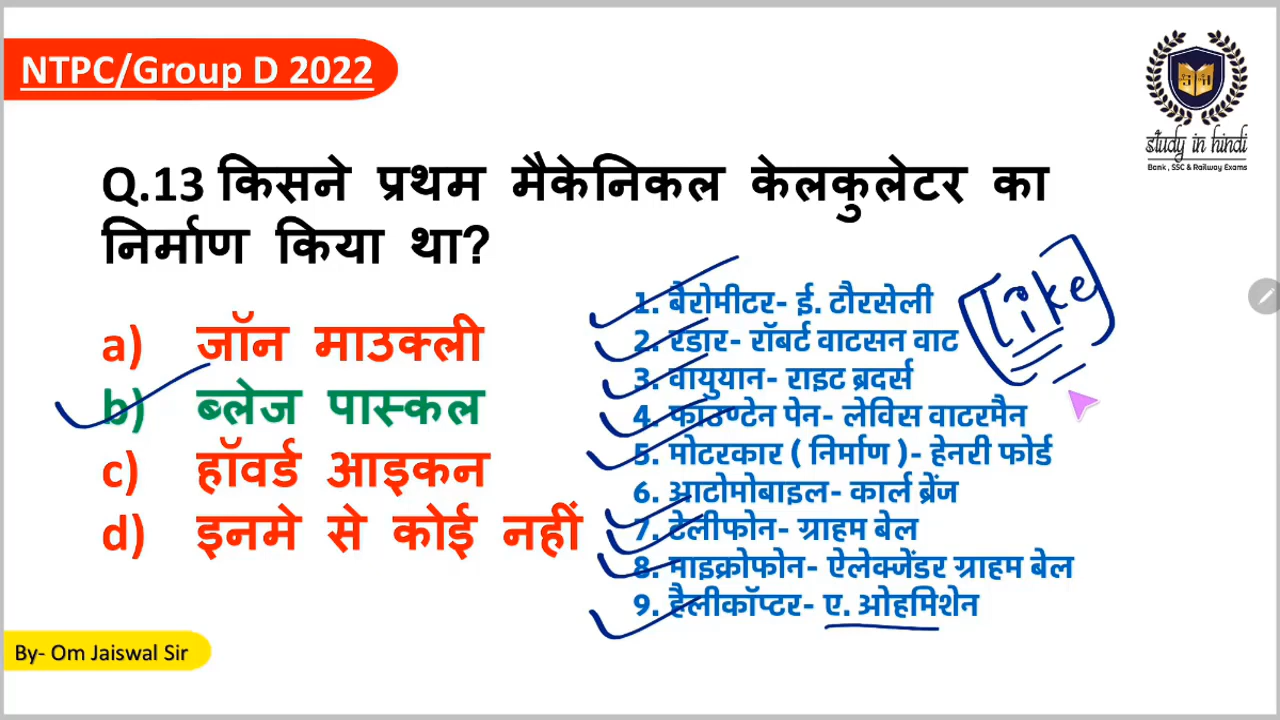 NTPC/Group D 2022
study in hindi
Bank , SSC & Railway Exams
Q.13 किसने प्रथम मैकेनिकल केलकुलेटर का
निर्माण किया था?
a) जॉन माउक्ली
b) ब्लेज पास्कल
c) हॉवर्ड आइकन
d) इनमे से कोई नहीं
1. बैरोमीटर- ई. टौरसेली
2. रडार- रॉबर्ट वाटसन वाट
3. वायुयान- राइट ब्रदर्स
4. फाउण्टेन पेन- लेविस वाटरमैन
5. मोटरकार ( निर्माण )- हेनरी फोर्ड
6. आटोमोबाइल- कार्ल ब्रेंज
7. टेलीफोन- ग्राहम बेल
8. माइक्रोफोन- ऐलेक्जेंडर ग्राहम बेल
9. हैलीकॉप्टर- ए. ओहमिशेन
Like
By- Om Jaiswal Sir